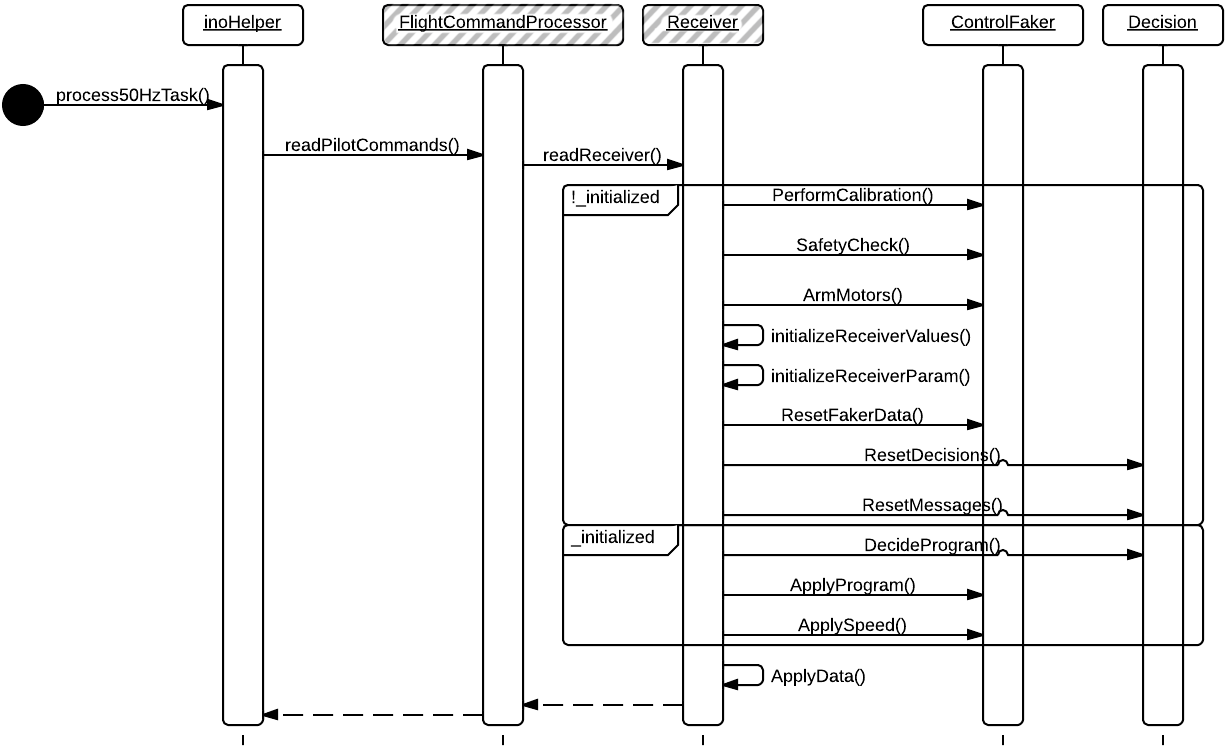 inoHelper
FlightCommandProcessor
Receiver
ControlFaker
Decision
process50HzTask()
readPilotCommands()
readReceiver()
!_initialized
PerformCalibration()
SafetyCheck()
ArmMotors()
initializeReceiverValues()
initializeReceiverParam()
ResetFakerData()
ResetDecisions()
ResetMessages()
_initialized
DecideProgram()
ApplyProgram()
ApplySpeed()
ApplyData()